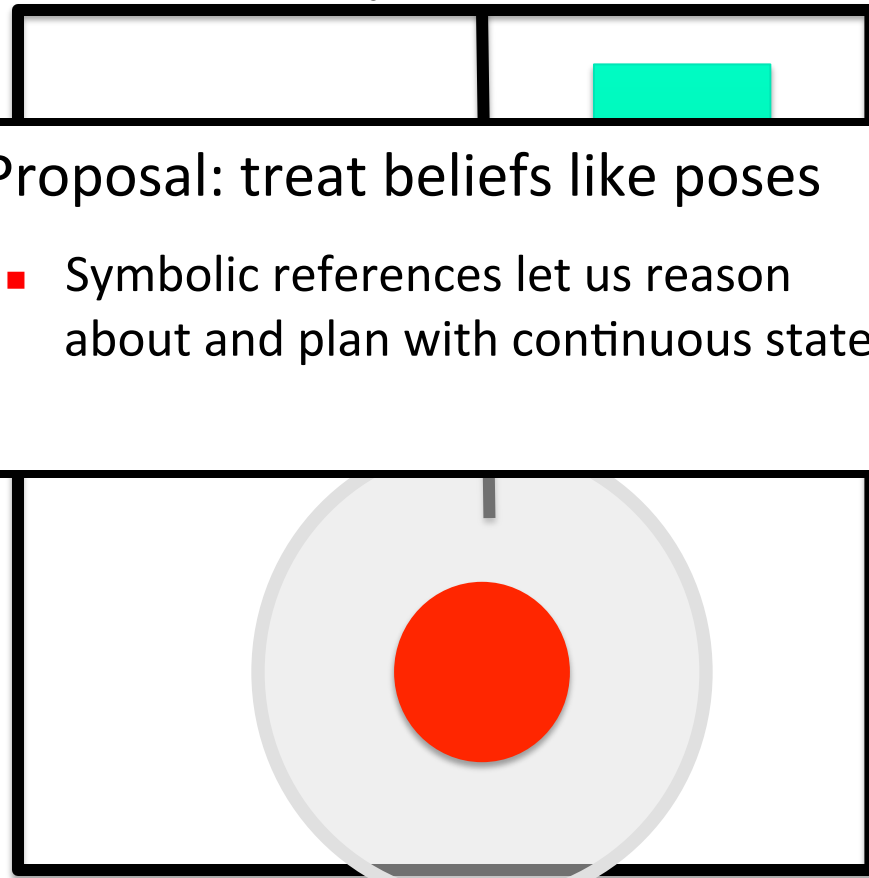 Proposal: treat beliefs like poses
Symbolic references let us reason
about and plan with continuous state